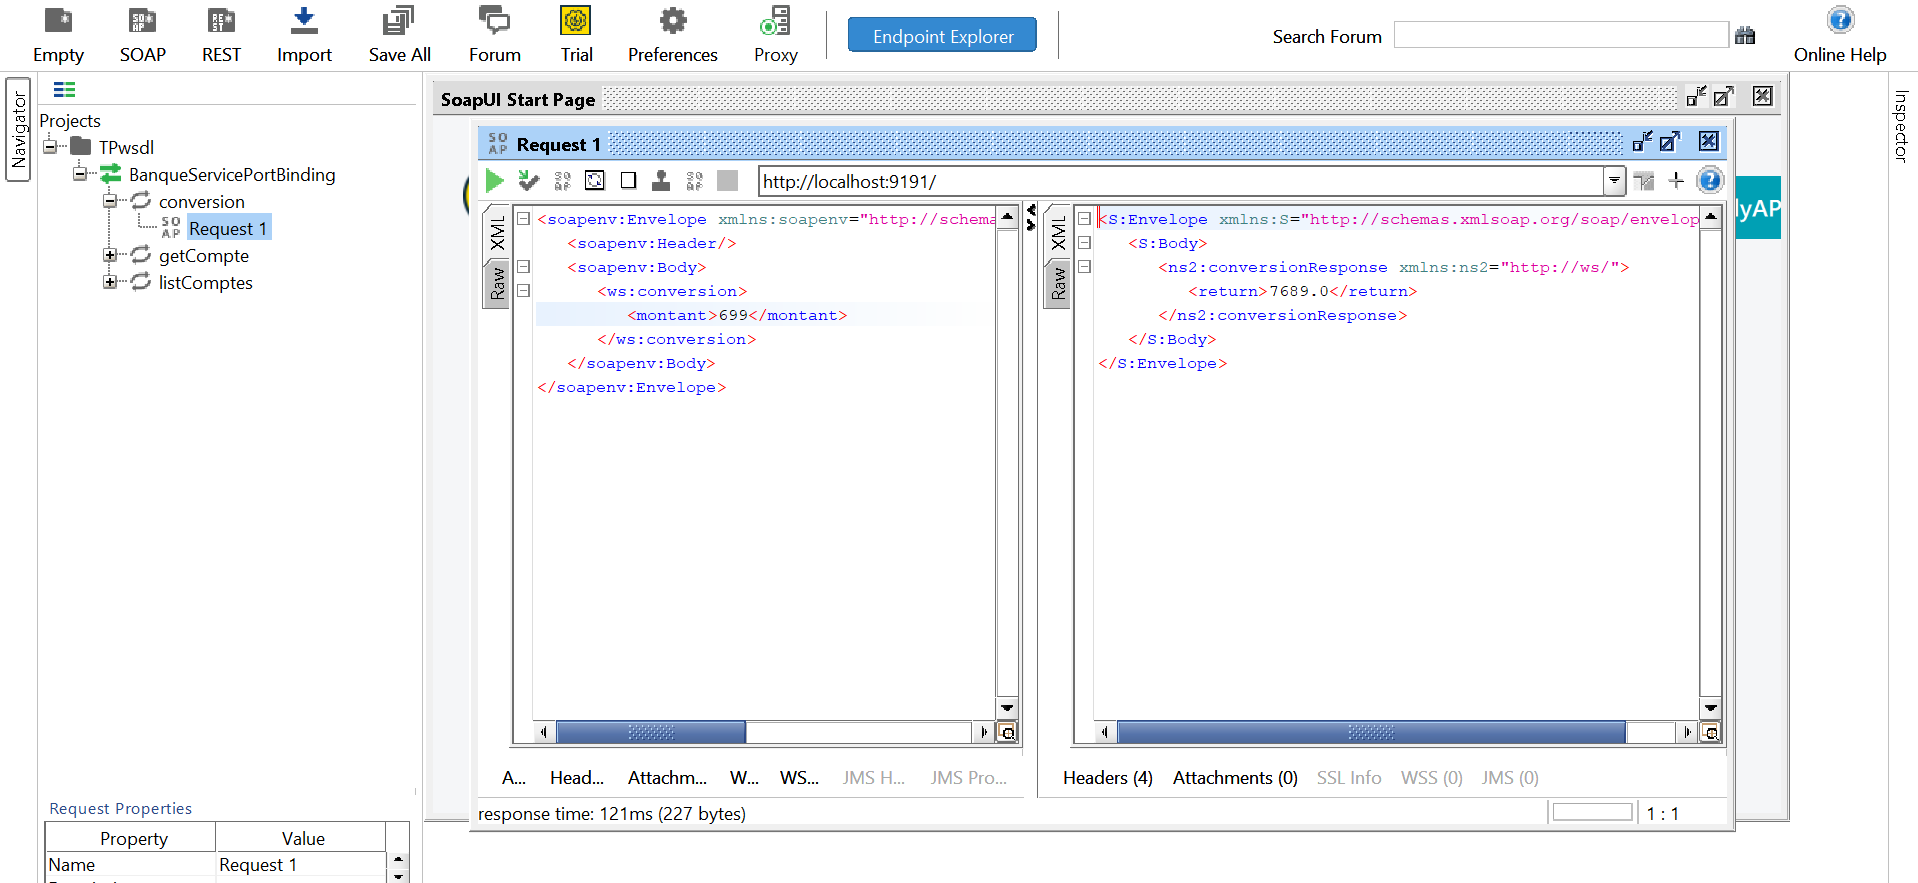 Empty SOAP REST Import Save All Forum Trial Preferences Proxy Endpoint Explorer Search Forum Online Help
Navigator
Inspector
Projects
TPwsdl
BanqueServicePortBinding
conversion
SO
AP
Request 1
getCompte
listComptes
SoapUI Start Page
Request 1
http://localhost:9191/
lyAP
XML
Raw
<soapenv:Envelope xmlns:soapenv="http://schema
<soapenv:Header/>
<soapenv:Body>
<ws:conversion>
<montant>699</montant>
</ws:conversion>
</soapenv:Body>
</soapenv:Envelope>
XML
Raw
<S:Envelope xmlns:S="http://schemas.xmlsoap.org/soap/envelop
<S:Body>
<ns2:conversionResponse xmlns:ns2="http://ws/">
<return>7689.0</return>
</ns2:conversionResponse>
</S:Body>
</S:Envelope>
A... Head... Attachm... W... WS... JMS H... JMS Pro...
Headers (4) Attachments (0) SSL Info WSS (0) JMS (0)
response time: 121ms (227 bytes)
1 : 1
Request Properties
Property Value
Name Request 1